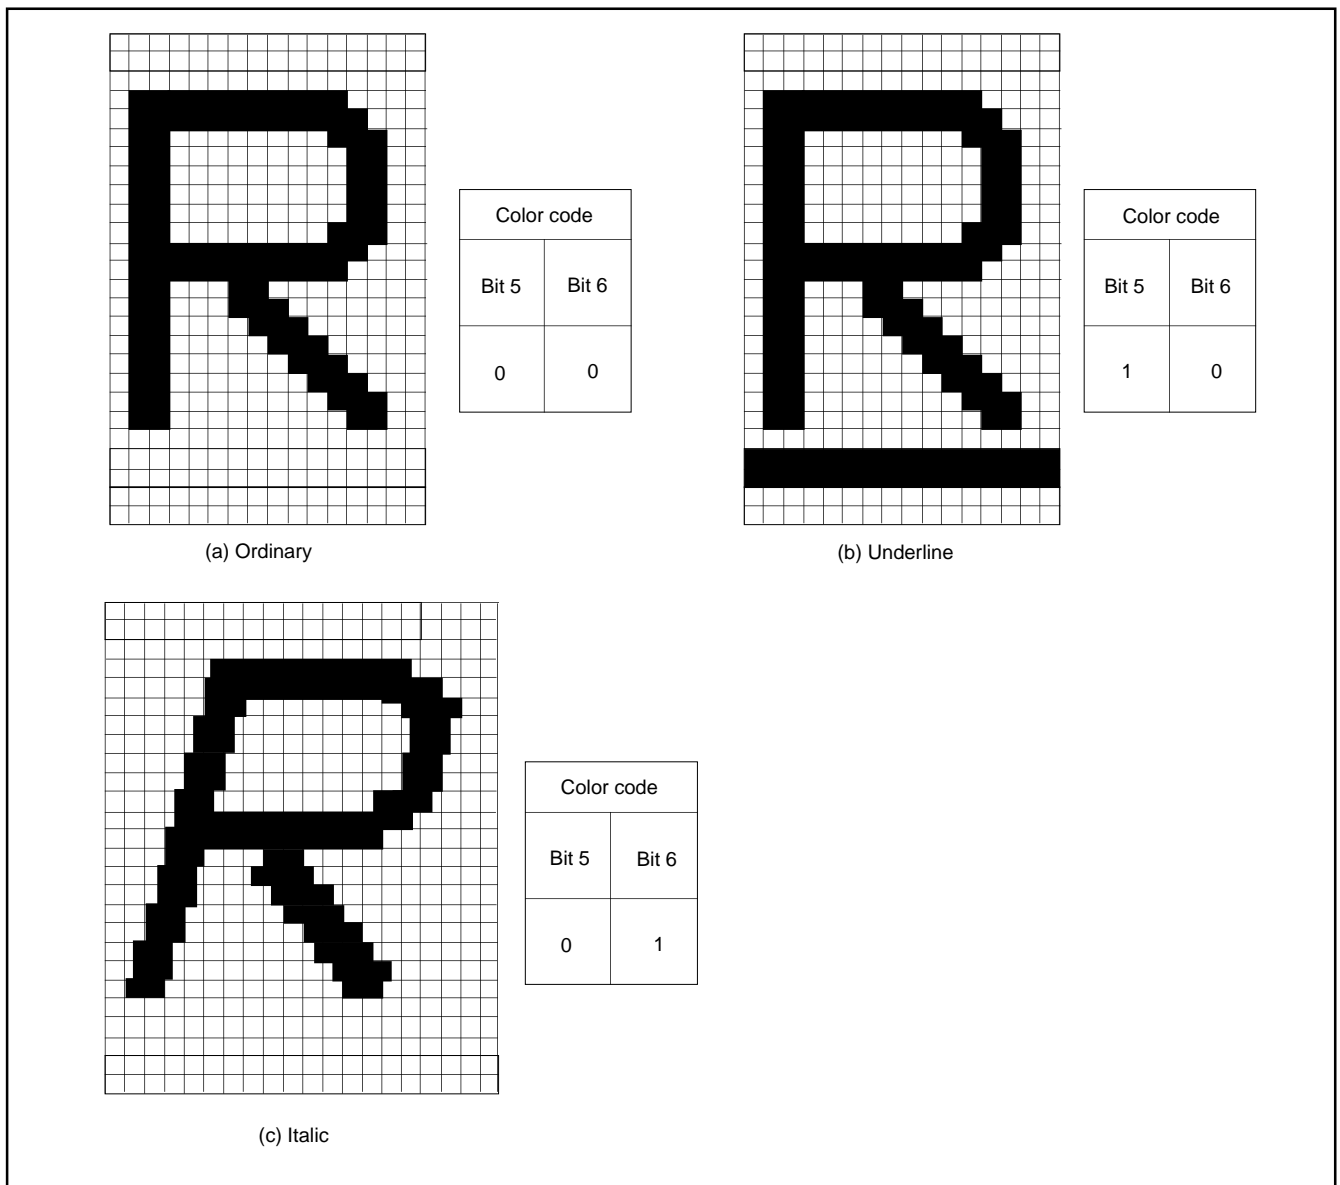 R
R
Color code
Color code
Bit 5 Bit 6
Bit 5 Bit 6
0 0
1 0
(a) Ordinary
(b) Underline
R
Color code
Bit 5 Bit 6
0 1
(c) Italic